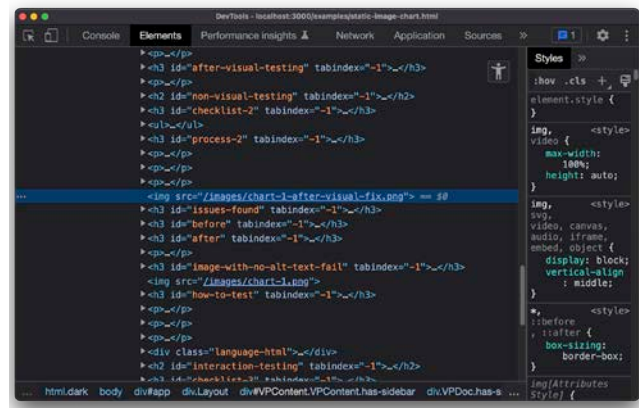 DevTools - localhost:3000/examples/static-image-chart.html
Console Elements Performance insights Network Application Sources » 1
▶<p>…</p>
▶<h3 id="after-visual-testing" tabindex="-1">…</h3>
▶<p>…</p>
▶<h2 id="non-visual-testing" tabindex="-1">…</h2>
▶<h3 id="checklist-2" tabindex="-1">…</h3>
▶<ul>…</ul>
▶<h3 id="process-2" tabindex="-1">…</h3>
▶<p>…</p>
▶<p>…</p>
▶<p>…</p>
… <img src="/images/chart-1-after-visual-fix.png"> == $0
▶<h3 id="issues-found" tabindex="-1">…</h3>
▶<h3 id="before" tabindex="-1">…</h3>
▶<h3 id="after" tabindex="-1">…</h3>
▶<p>…</p>
▶<h3 id="image-with-no-alt-text-fail" tabindex="-1">…</h3>
<img src="/images/chart-1.png">
▶<h3 id="how-to-test" tabindex="-1">…</h3>
▶<p>…</p>
▶<p>…</p>
▶<p>…</p>
▶<div class="language-html">…</div>
▶<h2 id="interaction-testing" tabindex="-1">…</h2>
▶<h3 id="checklist-3" tabindex="-1">…</h3>
… html.dark body div#app div.Layout div#VPContent.VPContent.has-sidebar div.VPDoc.has-s …
Styles »
:hov .cls +
element.style {
}
img, <style>
video {
max-width:
100%;
height: auto;
}
img, <style>
svg,
video, canvas,
audio, iframe,
embed, object {
display: block;
vertical-align
: middle;
}
*, <style>
::before
, ::after {
box-sizing:
border-box;
}
img[Attributes
Style] {